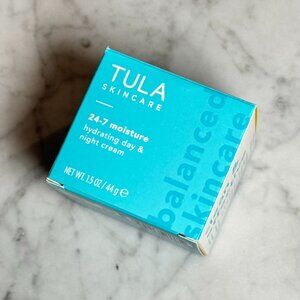 TULA
SKINCARE
24-7 moisture
hydrating day &
night cream
NET WT. 1.5 OZ / 44 g ℮
balanced
skincare